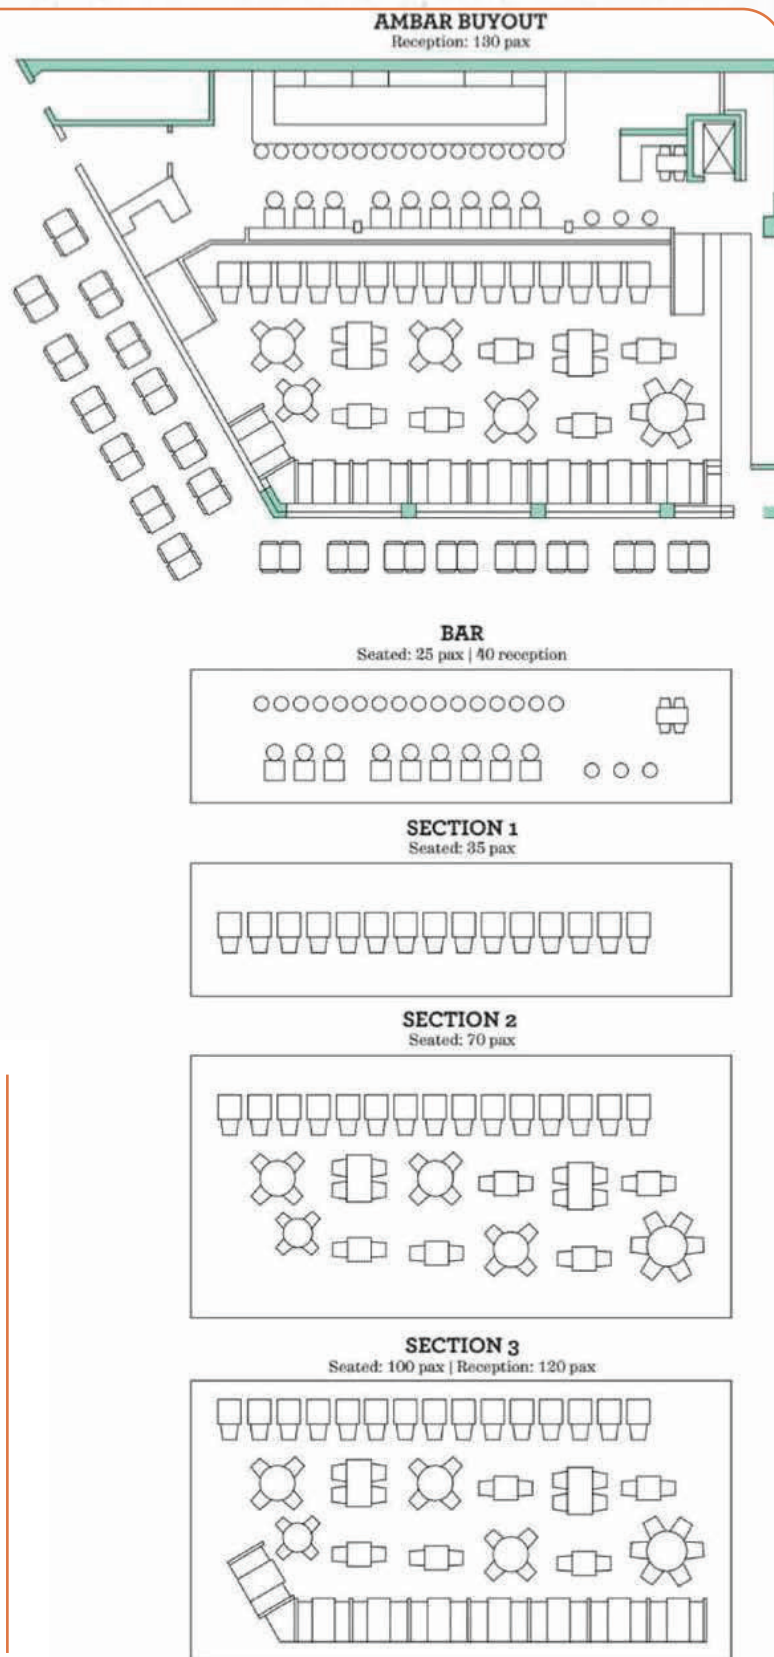 AMBAR BUYOUT
Reception: 130 pax
BAR
Seated: 25 pax | 40 reception
SECTION 1
Seated: 35 pax
SECTION 2
Seated: 70 pax
SECTION 3
Seated: 100 pax | Reception: 120 pax